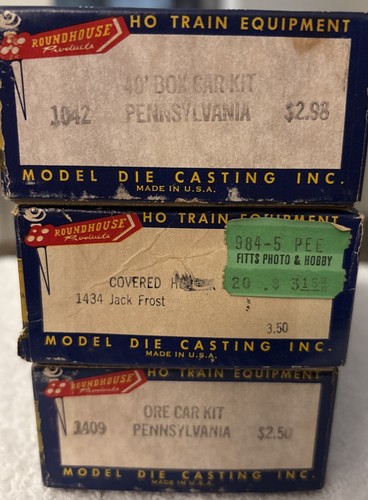 HO TRAIN EQUIPMENT
ROUNDHOUSE
Products
40' BOX CAR KIT
1042 PENNSYLVANIA $2.98
MODEL DIE CASTING INC.
MADE IN U.S.A.
HO TRAIN EQUIPMENT
ROUNDHOUSE
Products
984-5 PEE
FITTS PHOTO & HOBBY
20 $ 315
COVERED
1434 Jack Frost
3.50
MODEL DIE CASTING INC.
MADE IN U.S.A.
HO TRAIN EQUIPMENT
ROUNDHOUSE
Products
ORE CAR KIT
3409 PENNSYLVANIA $2.50
MODEL DIE CASTING INC.
MADE IN U.S.A.